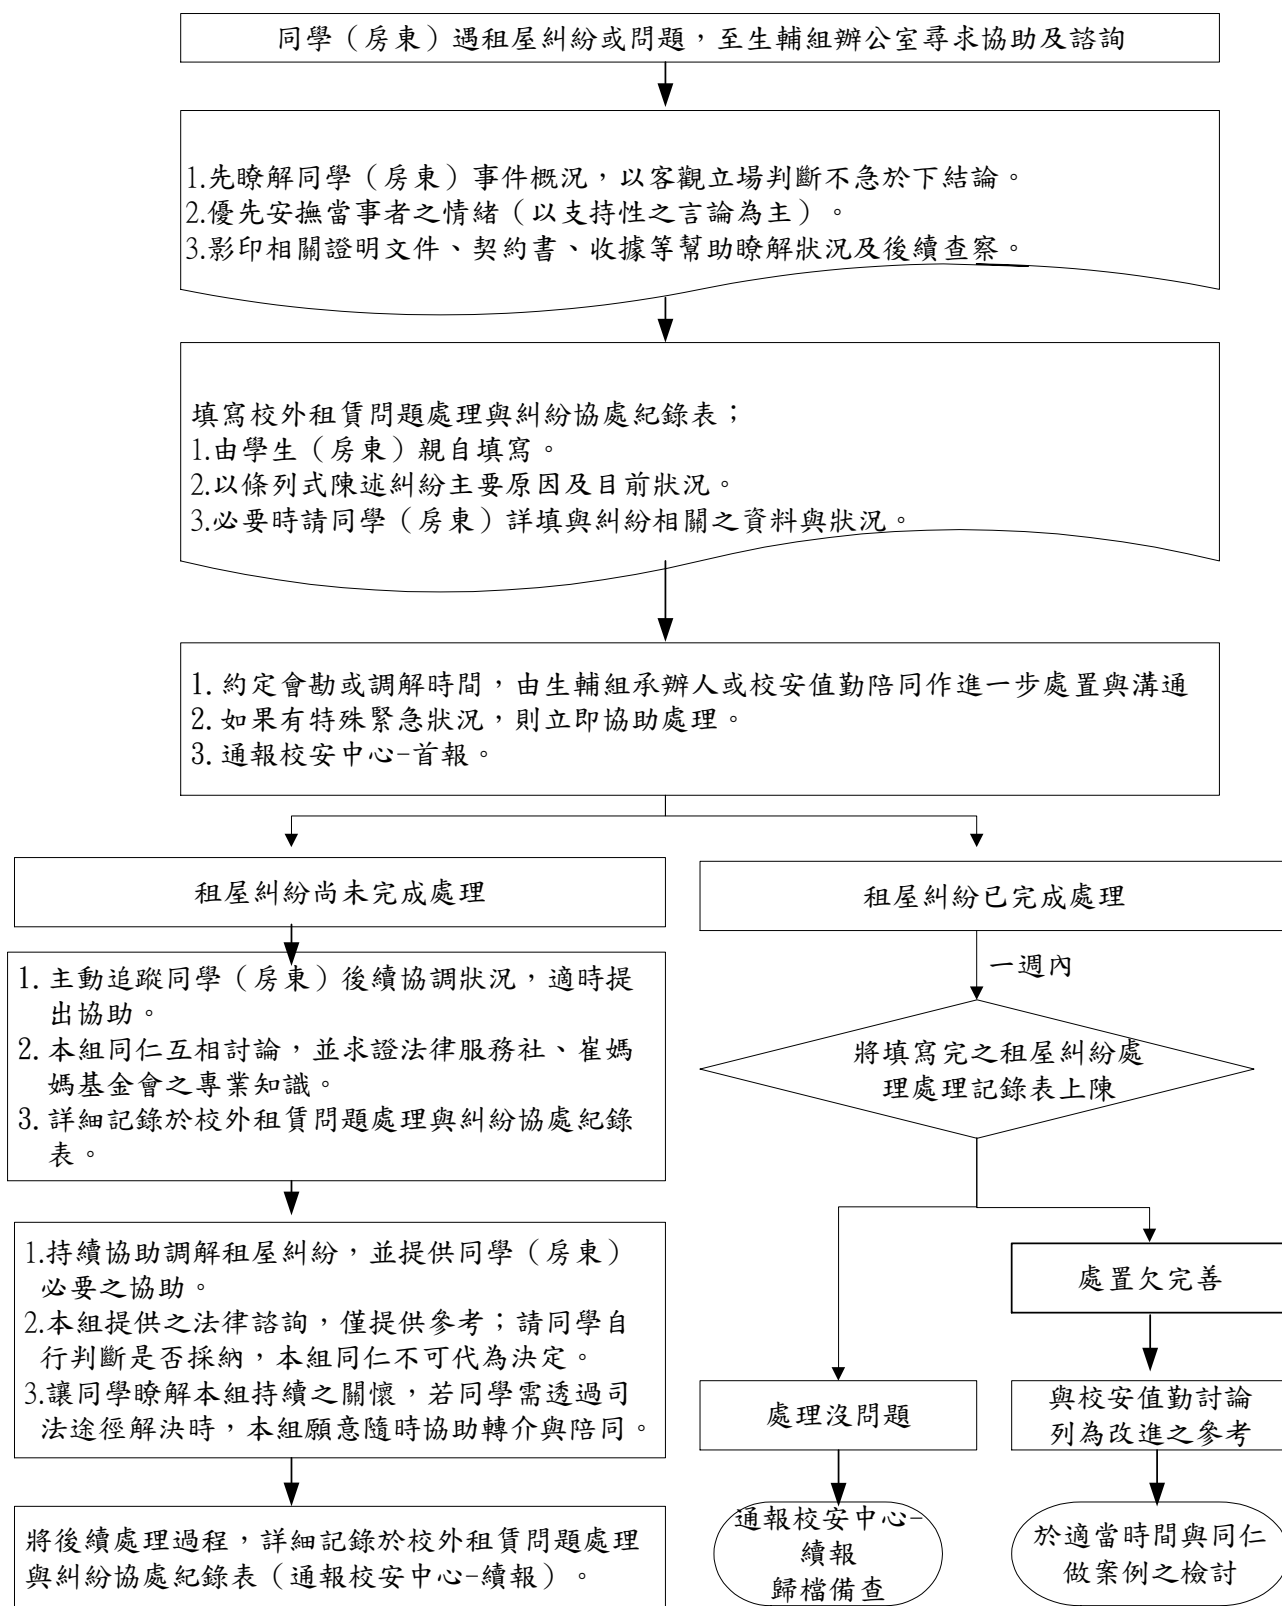 同學（房東）遇租屋糾紛或問題，至生輔組辦公室尋求協助及諮詢
1.先瞭解同學（房東）事件概況，以客觀立場判斷不急於下結論。
2.優先安撫當事者之情緒（以支持性之言論為主）。
3.影印相關證明文件、契約書、收據等幫助瞭解狀況及後續查察。
填寫校外租賃問題處理與糾紛協處紀錄表；
1.由學生（房東）親自填寫。
2.以條列式陳述糾紛主要原因及目前狀況。
3.必要時請同學（房東）詳填與糾紛相關之資料與狀況。
1. 約定會勘或調解時間，由生輔組承辦人或校安值勤陪同作進一步處置與溝通
2. 如果有特殊緊急狀況，則立即協助處理。
3. 通報校安中心-首報。
租屋糾紛尚未完成處理
1. 主動追蹤同學（房東）後續協調狀況，適時提
出協助。
2. 本組同仁互相討論，並求證法律服務社、崔媽
媽基金會之專業知識。
3. 詳細記錄於校外租賃問題處理與糾紛協處紀錄
表。
1.持續協助調解租屋糾紛，並提供同學（房東）
必要之協助。
2.本組提供之法律諮詢，僅提供參考；請同學自
行判斷是否採納，本組同仁不可代為決定。
3.讓同學瞭解本組持續之關懷，若同學需透過司
法途徑解決時，本組願意隨時協助轉介與陪同。
將後續處理過程，詳細記錄於校外租賃問題處理
與糾紛協處紀錄表（通報校安中心-續報）。
租屋糾紛已完成處理
一週內
將填寫完之租屋糾紛處
理處理記錄表上陳
處理沒問題
通報校安中心-
續報
歸檔備查
處置欠完善
與校安值勤討論
列為改進之參考
於適當時間與同仁
做案例之檢討